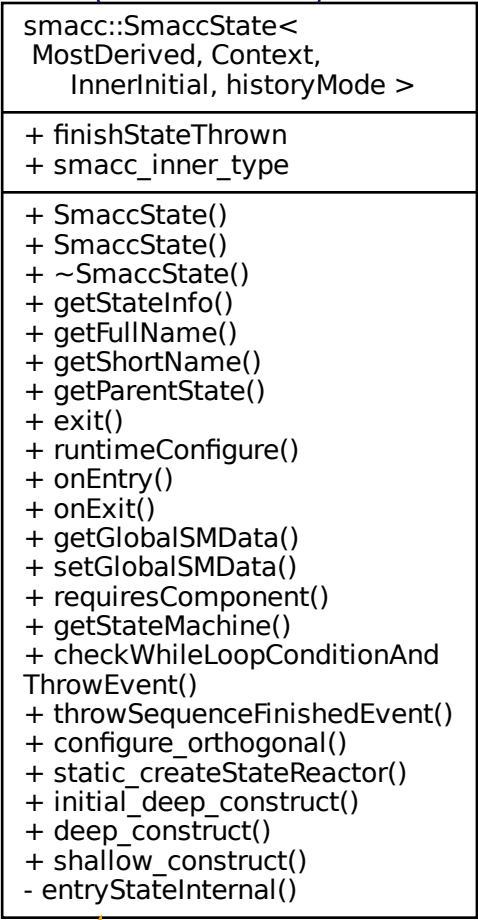 smacc::SmaccState<
MostDerived, Context,
InnerInitial, historyMode >
+ finishStateThrown
+ smacc_inner_type
+ SmaccState()
+ SmaccState()
+ ~SmaccState()
+ getStateInfo()
+ getFullName()
+ getShortName()
+ getParentState()
+ exit()
+ runtimeConfigure()
+ onEntry()
+ onExit()
+ getGlobalSMData()
+ setGlobalSMData()
+ requiresComponent()
+ getStateMachine()
+ checkWhileLoopConditionAnd
ThrowEvent()
+ throwSequenceFinishedEvent()
+ configure_orthogonal()
+ static_createStateReactor()
+ initial_deep_construct()
+ deep_construct()
+ shallow_construct()
- entryStateInternal()